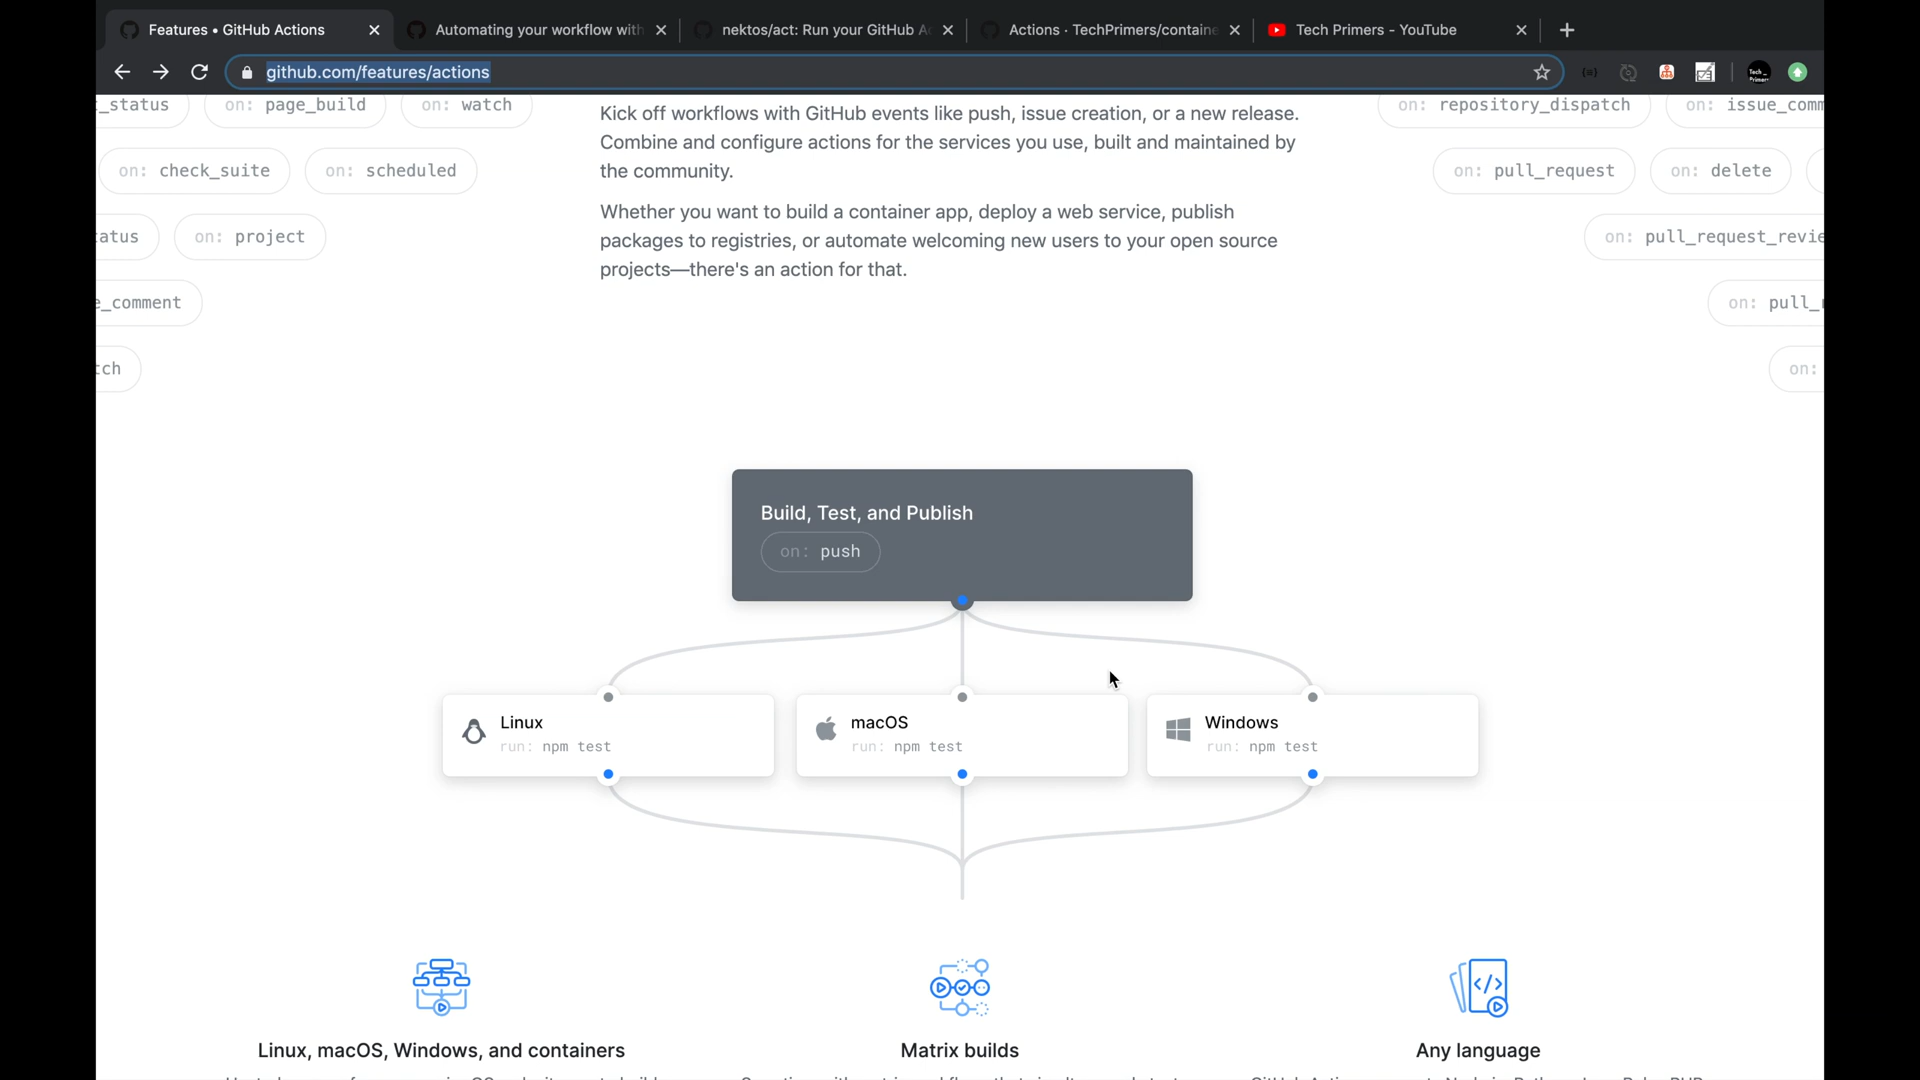 Features • GitHub Actions
Automating your workflow with
nektos/act: Run your GitHub A
Actions · TechPrimers/containe
Tech Primers - YouTube
github.com/features/actions
_status
on: page_build
on: watch
Kick off workflows with GitHub events like push, issue creation, or a new release.
Combine and configure actions for the services you use, built and maintained by
the community.
on: repository_dispatch
on: issue_comm
on: check_suite
on: scheduled
on: pull_request
on: delete
Whether you want to build a container app, deploy a web service, publish
packages to registries, or automate welcoming new users to your open source
projects—there's an action for that.
atus
on: project
on: pull_request_revie
e_comment
on: pull_r
tch
on:
Build, Test, and Publish
on: push
Linux
run: npm test
macOS
run: npm test
Windows
run: npm test
Linux, macOS, Windows, and containers
Matrix builds
Any language